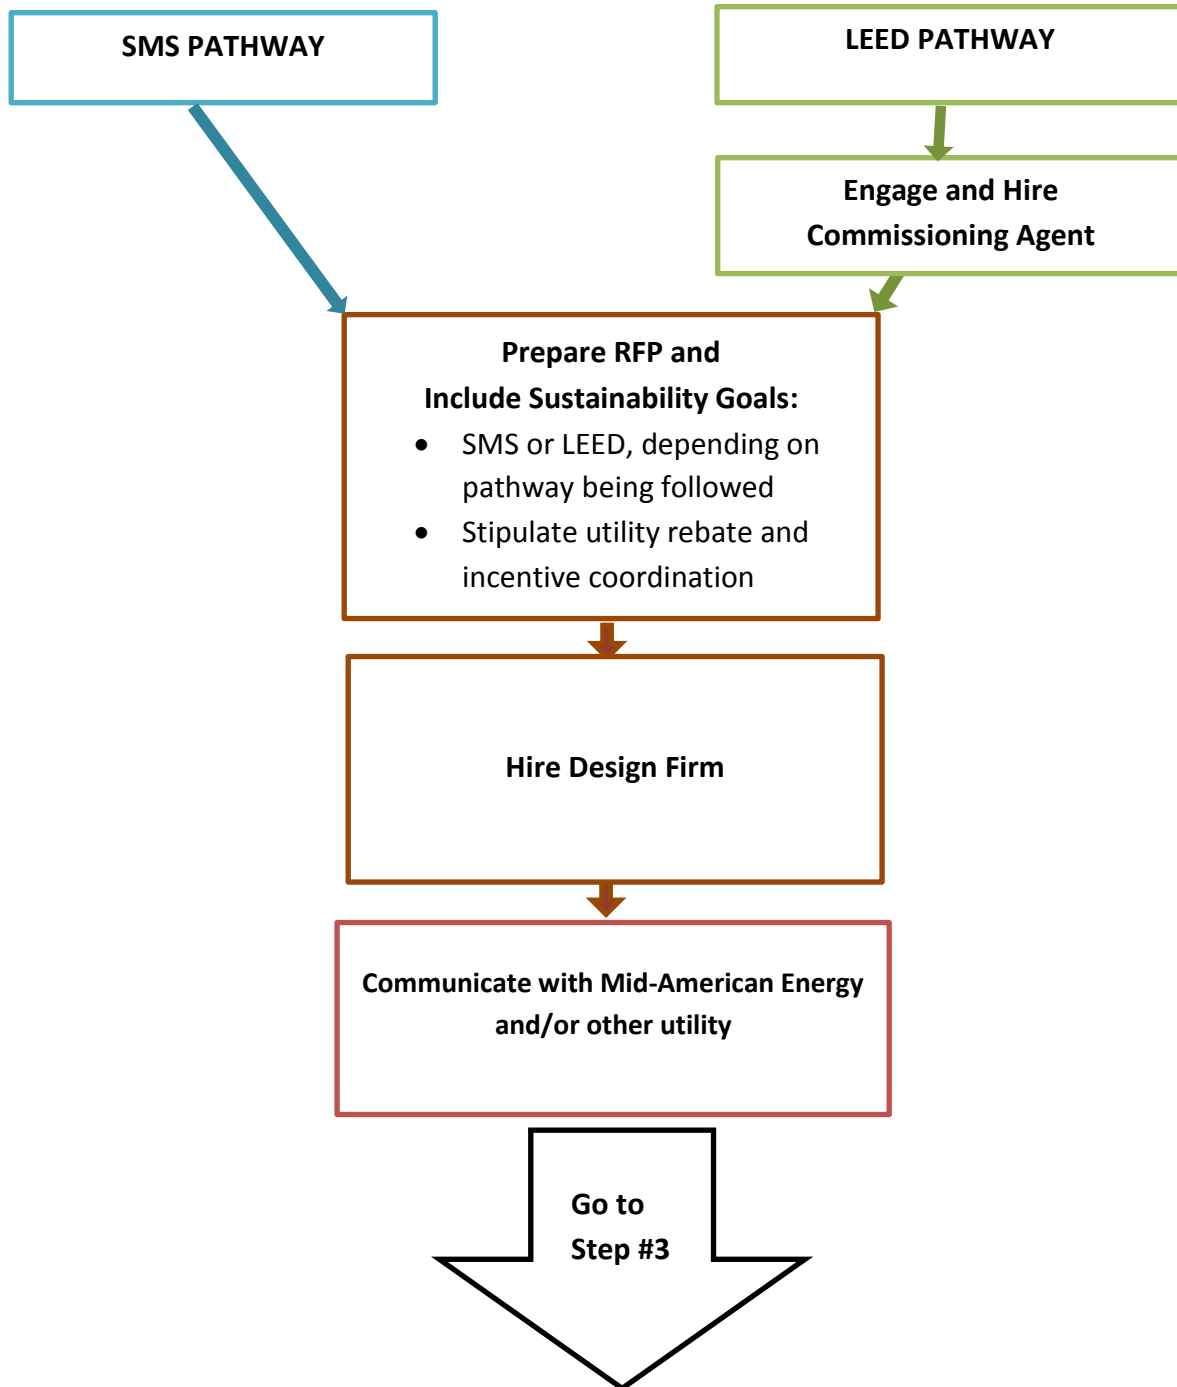 SMS PATHWAY
LEED PATHWAY
Engage and Hire
Commissioning Agent
Prepare RFP and
Include Sustainability Goals:
• SMS or LEED, depending on
pathway being followed
• Stipulate utility rebate and
incentive coordination
Hire Design Firm
Communicate with Mid-American Energy
and/or other utility
Go to
Step #3